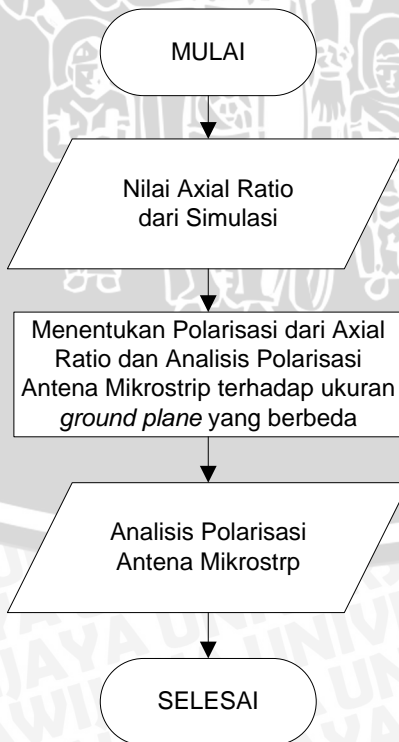 MULAI
Nilai Axial Ratio
dari Simulasi
Menentukan Polarisasi dari Axial
Ratio dan Analisis Polarisasi
Antena Mikrostrip terhadap ukuran
ground plane yang berbeda
Analisis Polarisasi
Antena Mikrostrp
SELESAI